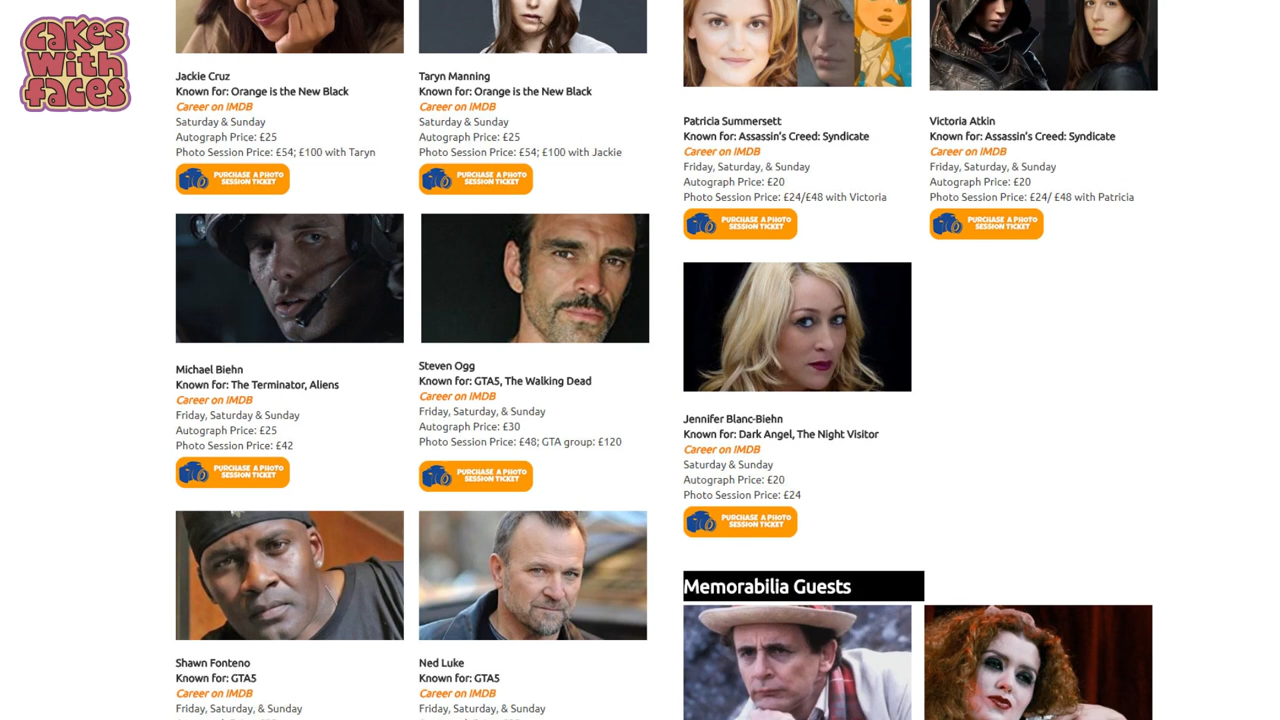 Cakes
With
faces
Jackie Cruz
Known for: Orange is the New Black
Career on IMDB
Saturday & Sunday
Autograph Price: £25
Photo Session Price: £54; £100 with Taryn
PURCHASE A PHOTO
SESSION TICKET
Taryn Manning
Known for: Orange is the New Black
Career on IMDB
Saturday & Sunday
Autograph Price: £25
Photo Session Price: £54; £100 with Jackie
PURCHASE A PHOTO
SESSION TICKET
Michael Biehn
Known for: The Terminator, Aliens
Career on IMDB
Friday, Saturday & Sunday
Autograph Price: £25
Photo Session Price: £42
PURCHASE A PHOTO
SESSION TICKET
Steven Ogg
Known for: GTA5, The Walking Dead
Career on IMDB
Friday, Saturday, & Sunday
Autograph Price: £30
Photo Session Price: £48; GTA group: £120
PURCHASE A PHOTO
SESSION TICKET
Shawn Fonteno
Known for: GTA5
Career on IMDB
Friday, Saturday, & Sunday
Ned Luke
Known for: GTA5
Career on IMDB
Friday, Saturday, & Sunday
Patricia Summersett
Known for: Assassin's Creed: Syndicate
Career on IMDB
Friday, Saturday, & Sunday
Autograph Price: £20
Photo Session Price: £24/£48 with Victoria
PURCHASE A PHOTO
SESSION TICKET
Victoria Atkin
Known for: Assassin's Creed: Syndicate
Career on IMDB
Friday, Saturday, & Sunday
Autograph Price: £20
Photo Session Price: £24/ £48 with Patricia
PURCHASE A PHOTO
SESSION TICKET
Jennifer Blanc-Biehn
Known for: Dark Angel, The Night Visitor
Career on IMDB
Saturday & Sunday
Autograph Price: £20
Photo Session Price: £24
PURCHASE A PHOTO
SESSION TICKET
Memorabilia Guests